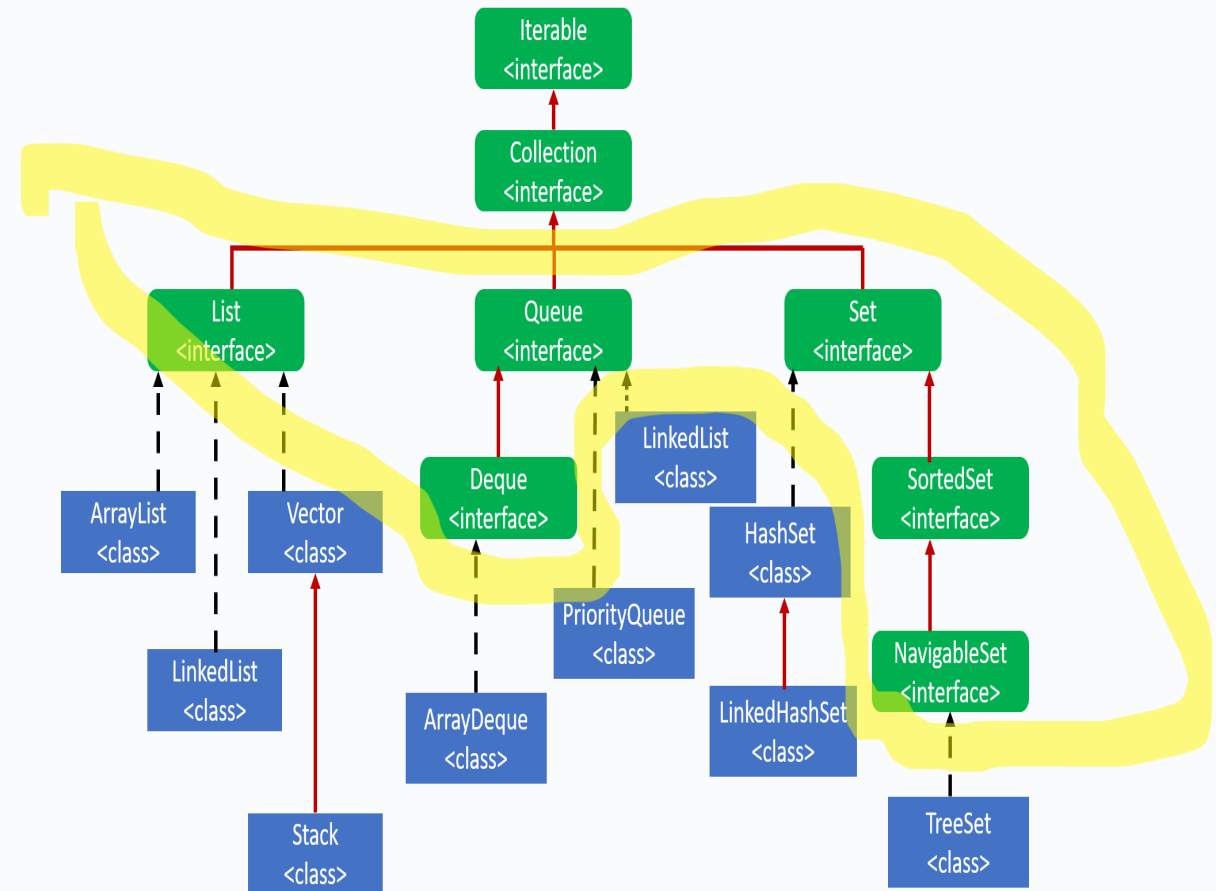 Iterable
<interface>
Collection
<interface>
List
<interface>
Queue
<interface>
Set
<interface>
LinkedList
<class>
Deque
<interface>
SortedSet
<interface>
ArrayList
<class>
Vector
<class>
HashSet
<class>
PriorityQueue
<class>
NavigableSet
<interface>
LinkedList
<class>
LinkedHashSet
<class>
ArrayDeque
<class>
TreeSet
<class>
Stack
<class>